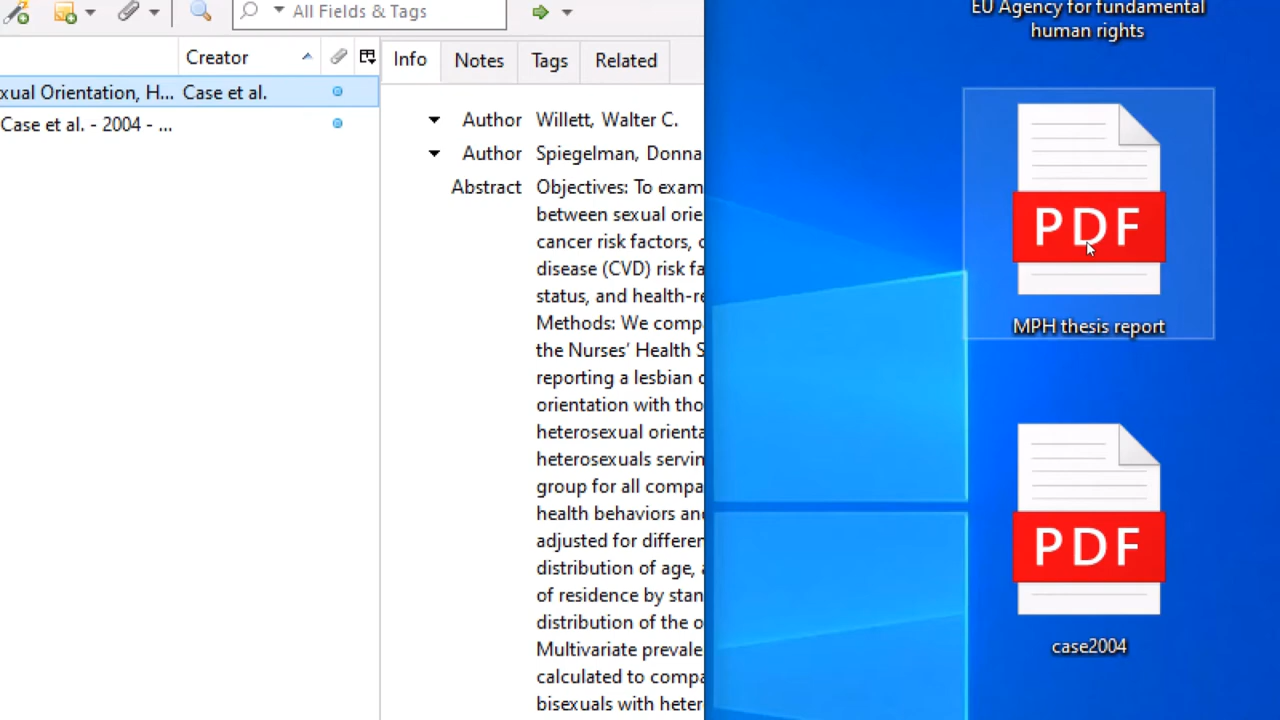 All Fields & Tags
Creator
Info
Notes
Tags
Related
xual Orientation, H... Case et al.
Case et al. - 2004 - ...
Author Willett, Walter C.
Author Spiegelman, Donna
Abstract Objectives: To exam
between sexual orie
cancer risk factors, c
disease (CVD) risk fa
status, and health-re
Methods: We comp
the Nurses' Health S
reporting a lesbian o
orientation with tho
heterosexual orienta
heterosexuals servin
group for all compa
health behaviors and
adjusted for differen
distribution of age, a
of residence by stan
distribution of the o
Multivariate prevale
calculated to compa
bisexuals with heter
EU Agency for fundamental
human rights
PDF
MPH thesis report
PDF
case2004